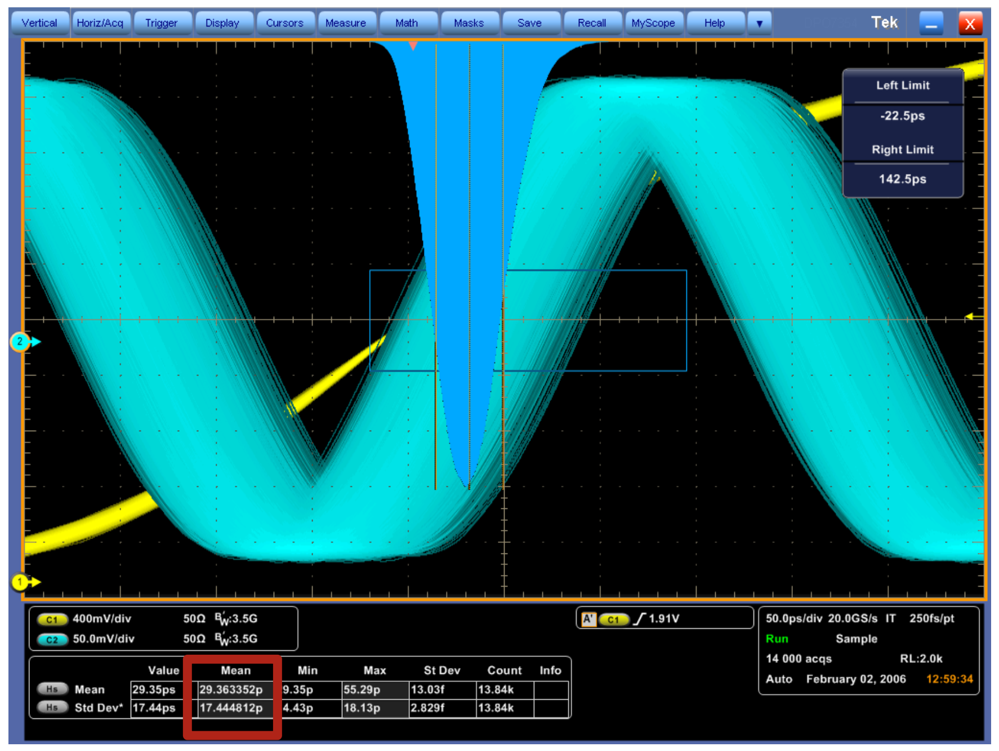 Vertical Horiz/Acq Trigger Display Cursors Measure Math Masks Save Recall MyScope Help Tek X
Left Limit
-22.5ps
Right Limit
142.5ps
2
1
C1 400mV/div 50Ω B'W:3.5G
C2 50.0mV/div 50Ω B'W:3.5G
A' C1 1.91V
50.0ps/div 20.0GS/s IT 250fs/pt
Run Sample
14 000 acqs RL:2.0k
Auto February 02, 2006 12:59:34
Value Mean Min Max St Dev Count Info
Hs Mean 29.35ps 29.363352p 9.35p 55.29p 13.03f 13.84k
Hs Std Dev* 17.44ps 17.444812p 4.43p 18.13p 2.829f 13.84k